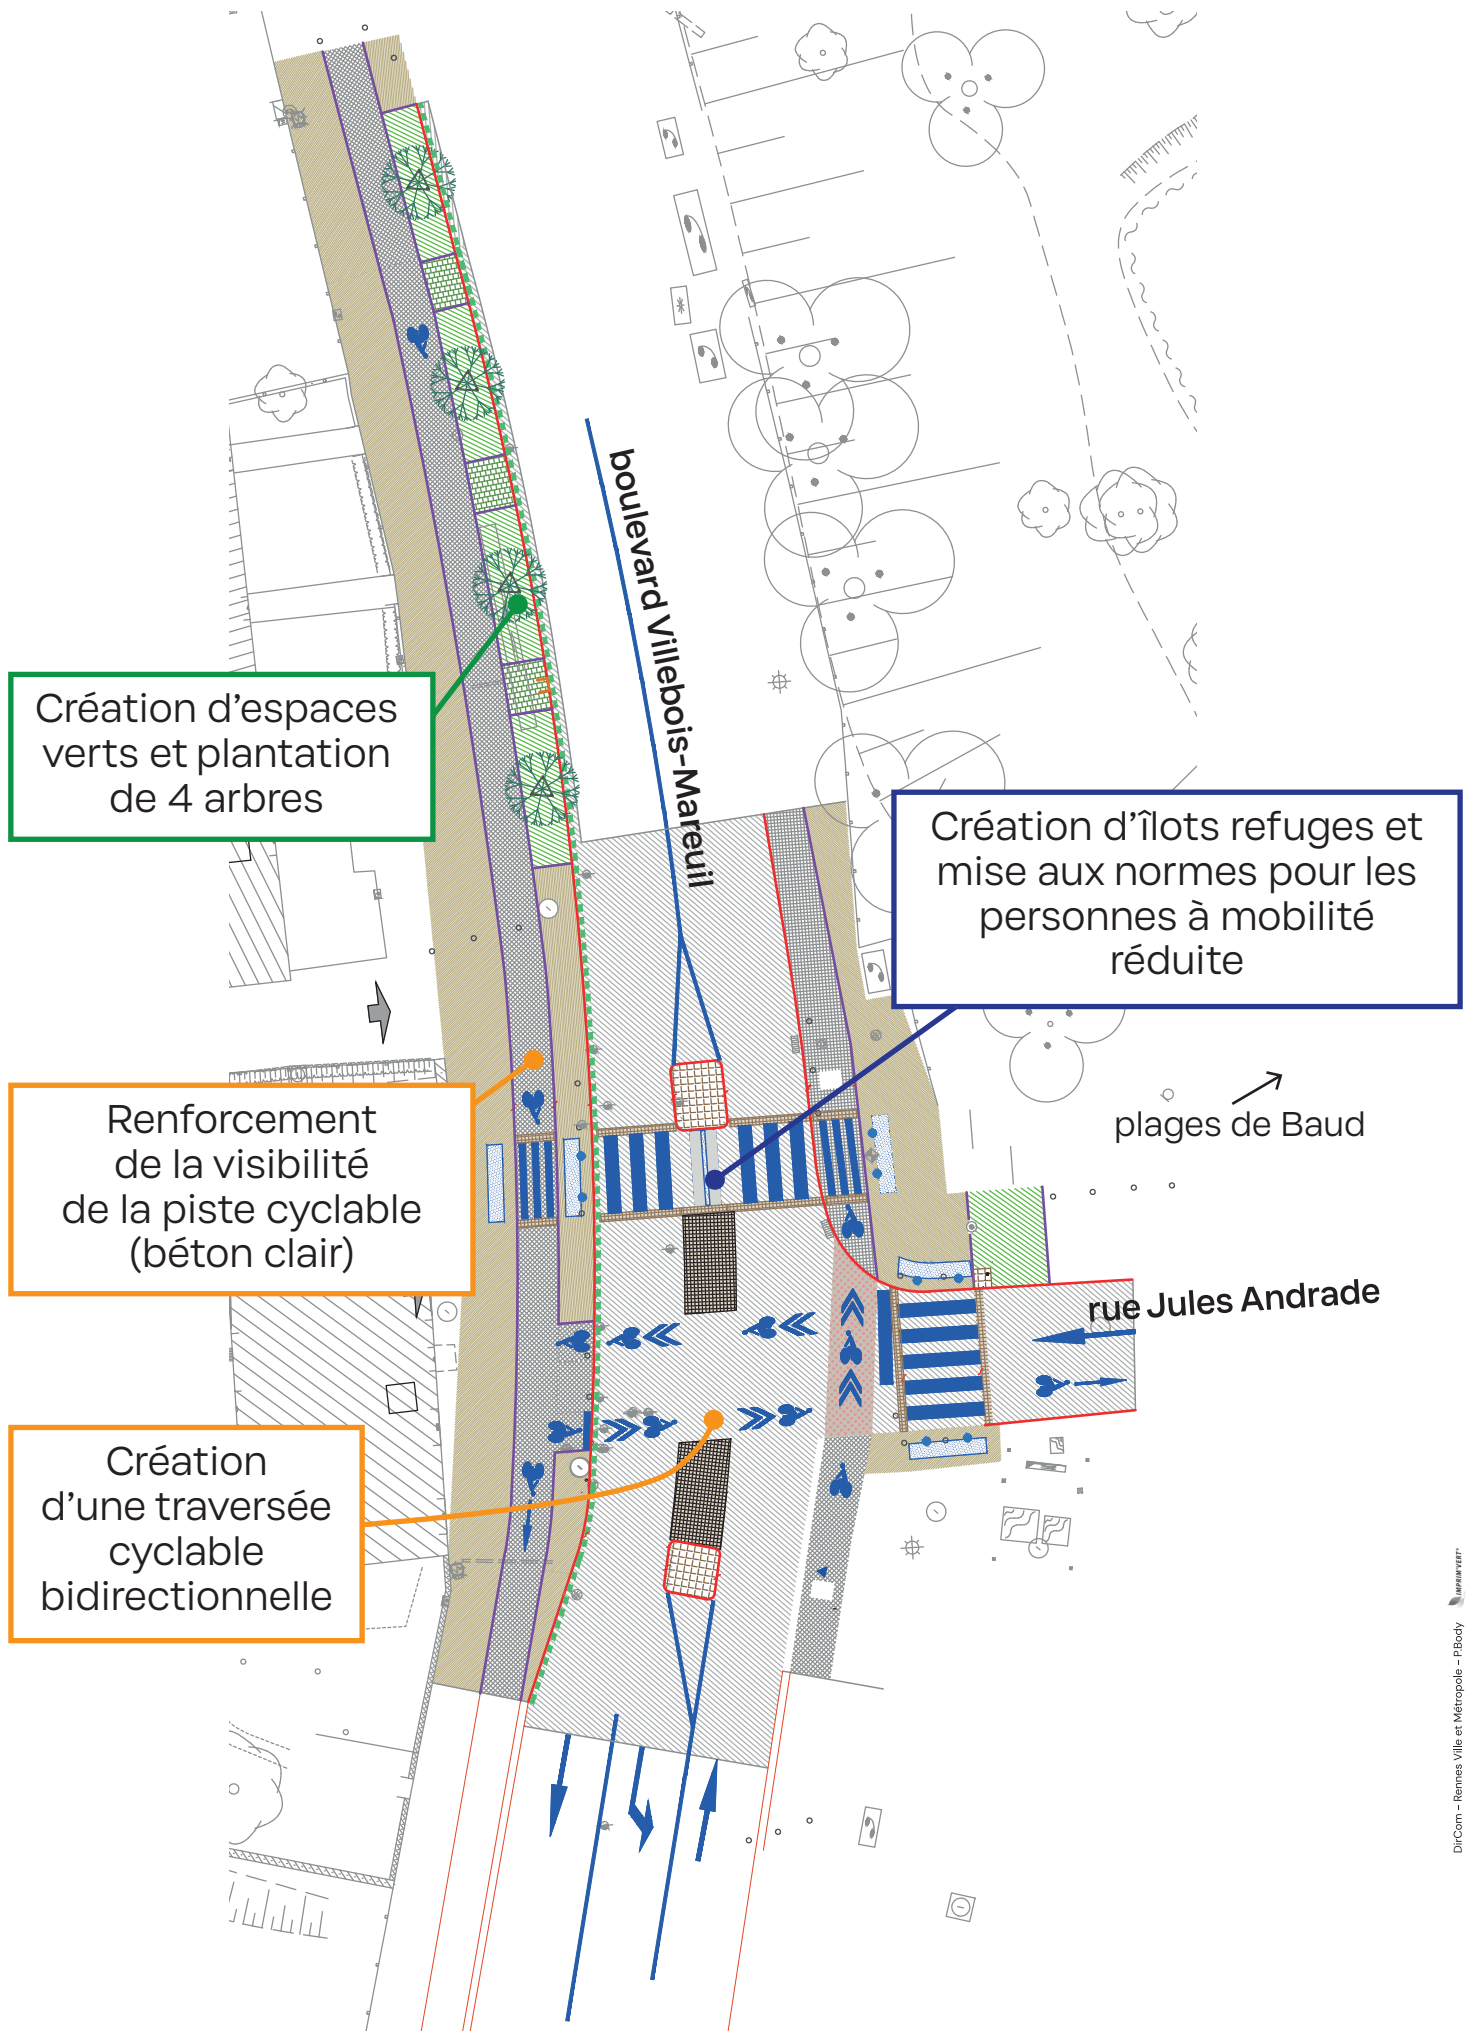 boulevard Villebois-Mareuil
Création d’espaces
verts et plantation
de 4 arbres
Création d’îlots refuges et
mise aux normes pour les
personnes à mobilité
réduite
Renforcement
de la visibilité
de la piste cyclable
(béton clair)
plages de Baud
rue Jules Andrade
Création
d’une traversée
cyclable
bidirectionnelle
DirCom – Rennes Ville et Métropole – P.Body
IMPRIM'VERT®